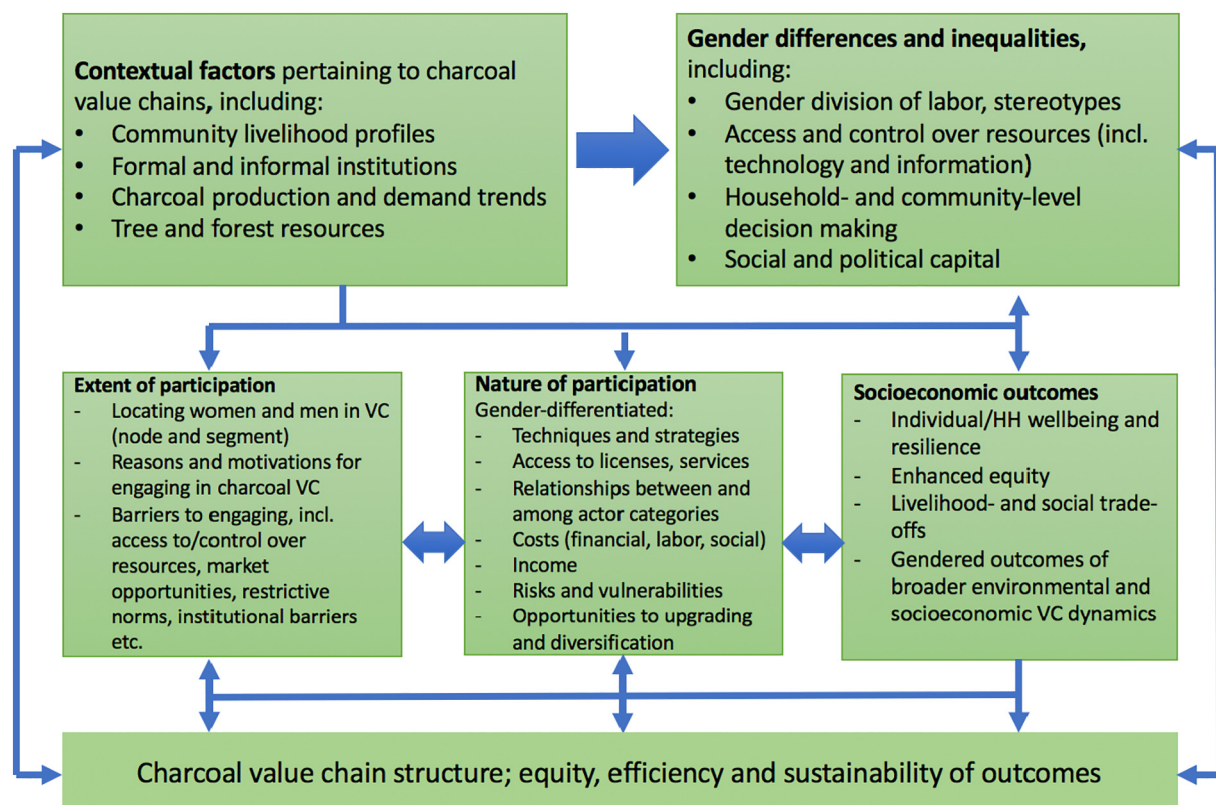 Contextual factors pertaining to charcoal
value chains, including:
• Community livelihood profiles
• Formal and informal institutions
• Charcoal production and demand trends
• Tree and forest resources
Gender differences and inequalities,
including:
• Gender division of labor, stereotypes
• Access and control over resources (incl.
technology and information)
• Household- and community-level
decision making
• Social and political capital
Extent of participation
- Locating women and men in VC
(node and segment)
- Reasons and motivations for
engaging in charcoal VC
- Barriers to engaging, incl.
access to/control over
resources, market
opportunities, restrictive
norms, institutional barriers
etc.
Nature of participation
Gender-differentiated:
- Techniques and strategies
- Access to licenses, services
- Relationships between and
among actor categories
- Costs (financial, labor, social)
- Income
- Risks and vulnerabilities
- Opportunities to upgrading
and diversification
Socioeconomic outcomes
- Individual/HH wellbeing and
resilience
- Enhanced equity
- Livelihood- and social trade-
offs
- Gendered outcomes of
broader environmental and
socioeconomic VC dynamics
Charcoal value chain structure; equity, efficiency and sustainability of outcomes